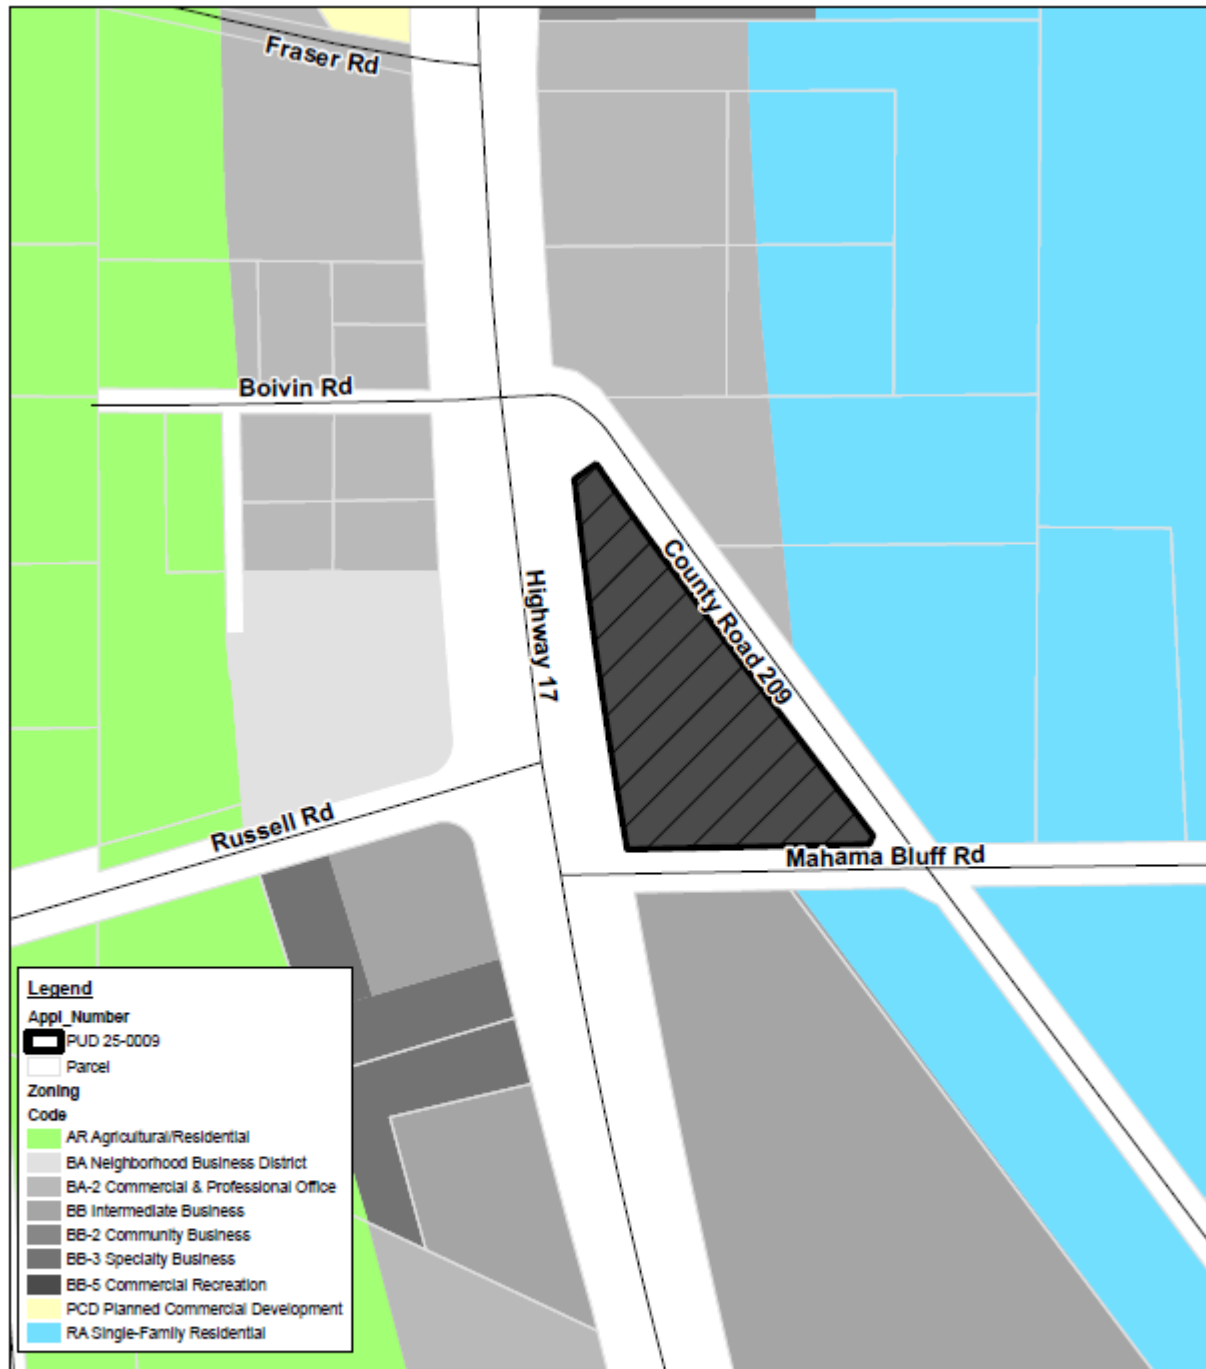 Fraser Rd
Boivin Rd
County Road 209
Highway 17
Russell Rd
Mahama Bluff Rd
Legend
Appl_Number
PUD 25-0009
Parcel
Zoning
Code
AR Agricultural/Residential
BA Neighborhood Business District
BA-2 Commercial & Professional Office
BB Intermediate Business
BB-2 Community Business
BB-3 Specialty Business
BB-5 Commercial Recreation
PCD Planned Commercial Development
RA Single-Family Residential